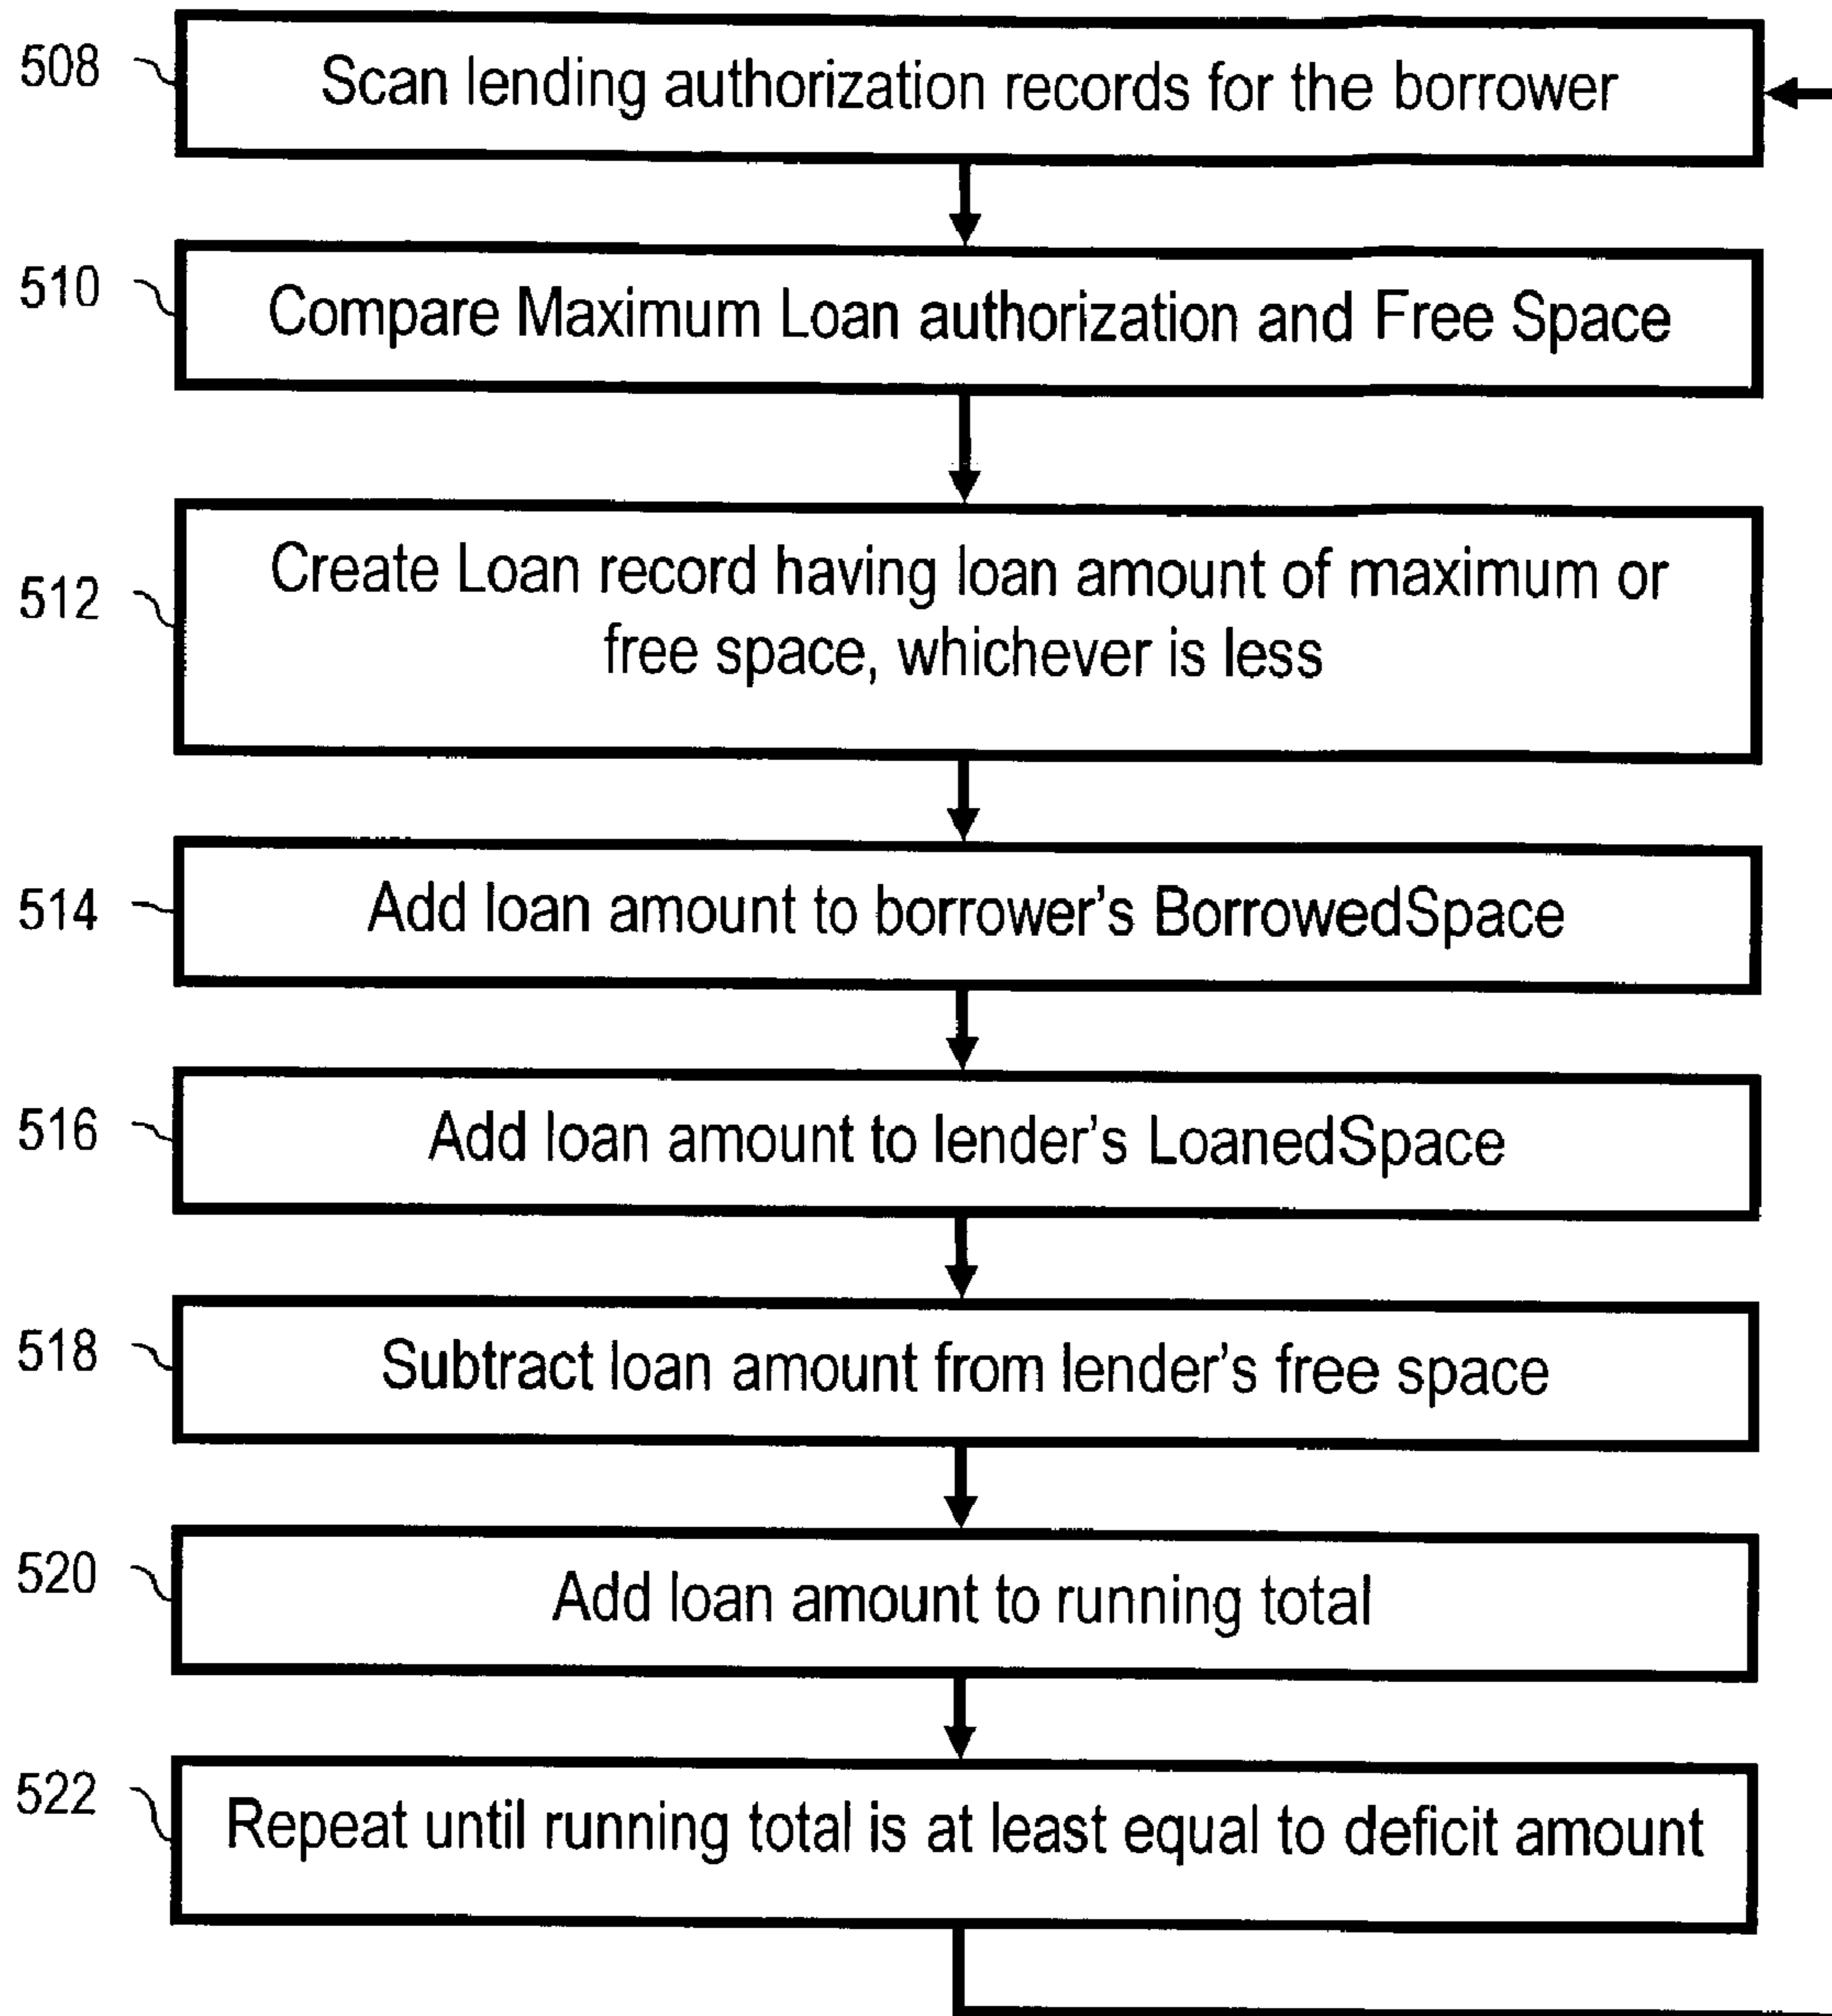 508
Scan lending authorization records for the borrower
510
Compare Maximum Loan authorization and Free Space
512
Create Loan record having loan amount of maximum or
free space, whichever is less
514
Add loan amount to borrower's BorrowedSpace
516
Add loan amount to lender's LoanedSpace
518
Subtract loan amount from lender's free space
520
Add loan amount to running total
522
Repeat until running total is at least equal to deficit amount